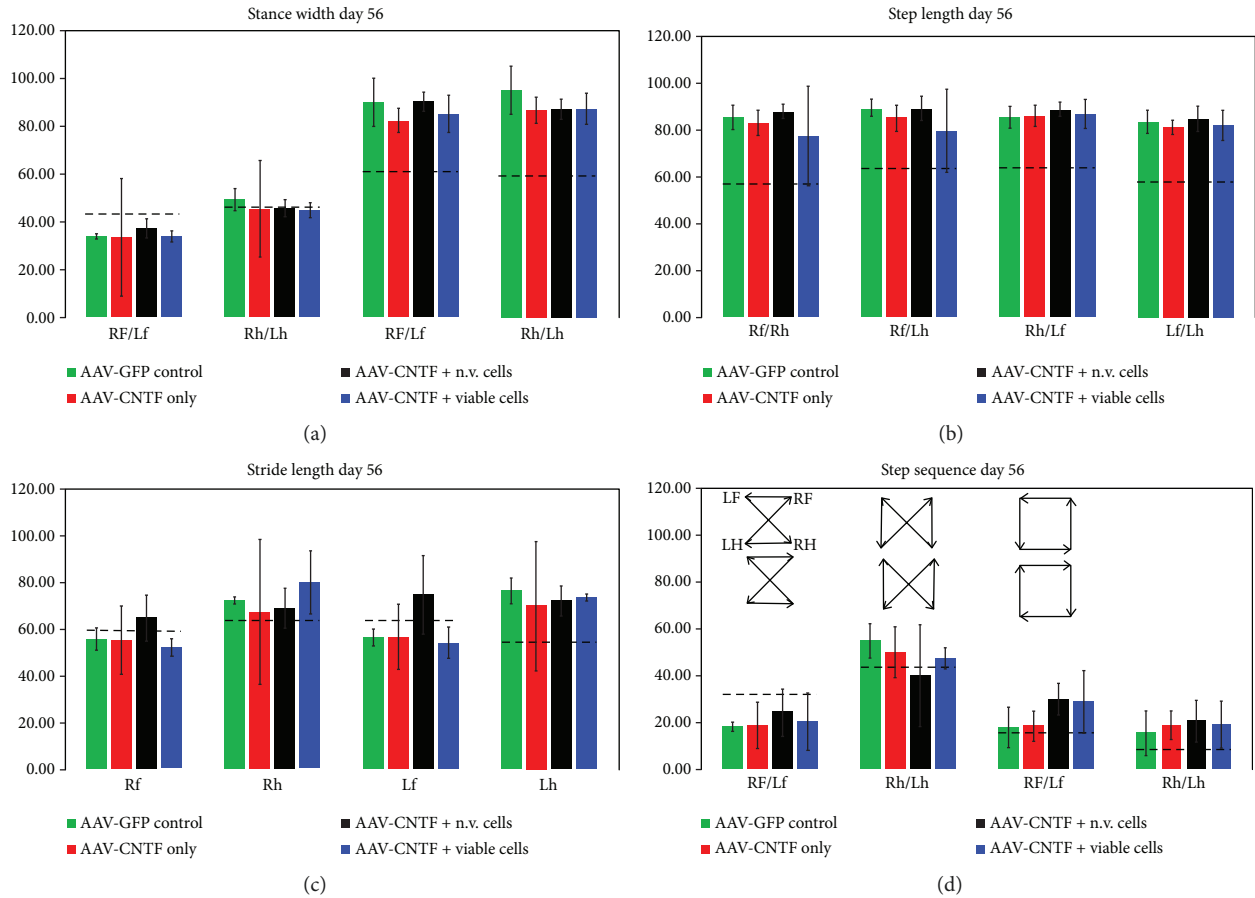 Stance width day 56
120.00
100.00
80.00
60.00
40.00
20.00
0.00
RF/Lf Rh/Lh RF/Lf Rh/Lh
AAV-GFP control AAV-CNTF + n.v. cells
AAV-CNTF only AAV-CNTF + viable cells
(a)
Step length day 56
120.00
100.00
80.00
60.00
40.00
20.00
0.00
Rf/Rh Rf/Lh Rh/Lf Lf/Lh
AAV-GFP control AAV-CNTF + n.v. cells
AAV-CNTF only AAV-CNTF + viable cells
(b)
Stride length day 56
120.00
100.00
80.00
60.00
40.00
20.00
0.00
Rf Rh Lf Lh
AAV-GFP control AAV-CNTF + n.v. cells
AAV-CNTF only AAV-CNTF + viable cells
(c)
Step sequence day 56
120.00
100.00
80.00
60.00
40.00
20.00
0.00
LF RF
LH RH
RF/Lf Rh/Lh RF/Lf Rh/Lh
AAV-GFP control AAV-CNTF + n.v. cells
AAV-CNTF only AAV-CNTF + viable cells
(d)